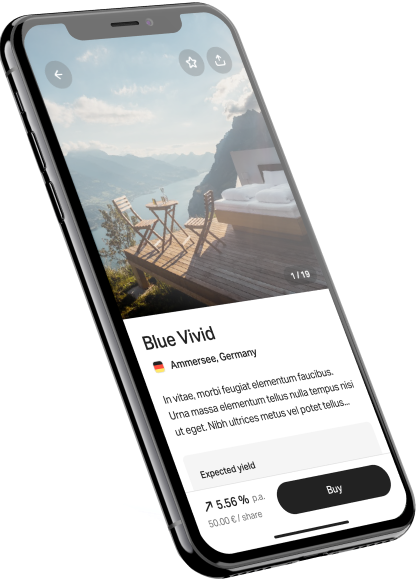 1 / 19
Blue Vivid
Ammersee, Germany
In vitae, morbi feugiat elementum faucibus.
Urna massa elementum tellus nulla tempus nisi
ut eget. Nibh ultrices metus vel potet tellus...
Expected yield
↗ 5.56 % p.a.
50.00 € / share
Buy